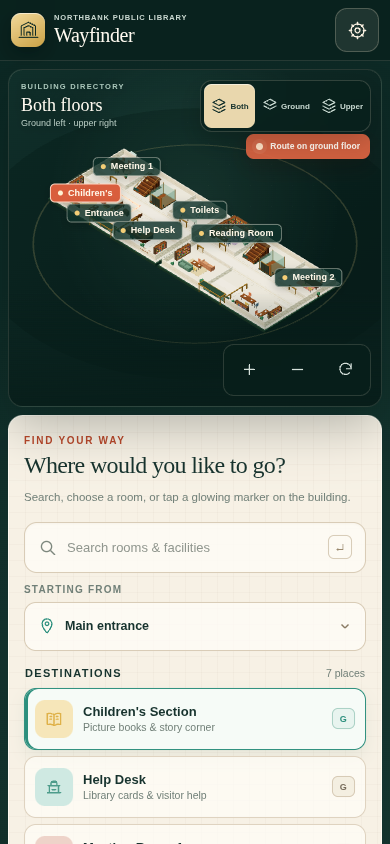 NORTHBANK PUBLIC LIBRARY
Wayfinder
BUILDING DIRECTORY
Both floors
Ground left · upper right
Both
Ground
Upper
Route on ground floor
Meeting 1
Children's
Entrance
Toilets
Help Desk
Reading Room
Meeting 2
FIND YOUR WAY
Where would you like to go?
Search, choose a room, or tap a glowing marker on the building.
Search rooms & facilities
STARTING FROM
Main entrance
DESTINATIONS
7 places
Children's Section
Picture books & story corner
G
Help Desk
Library cards & visitor help
G